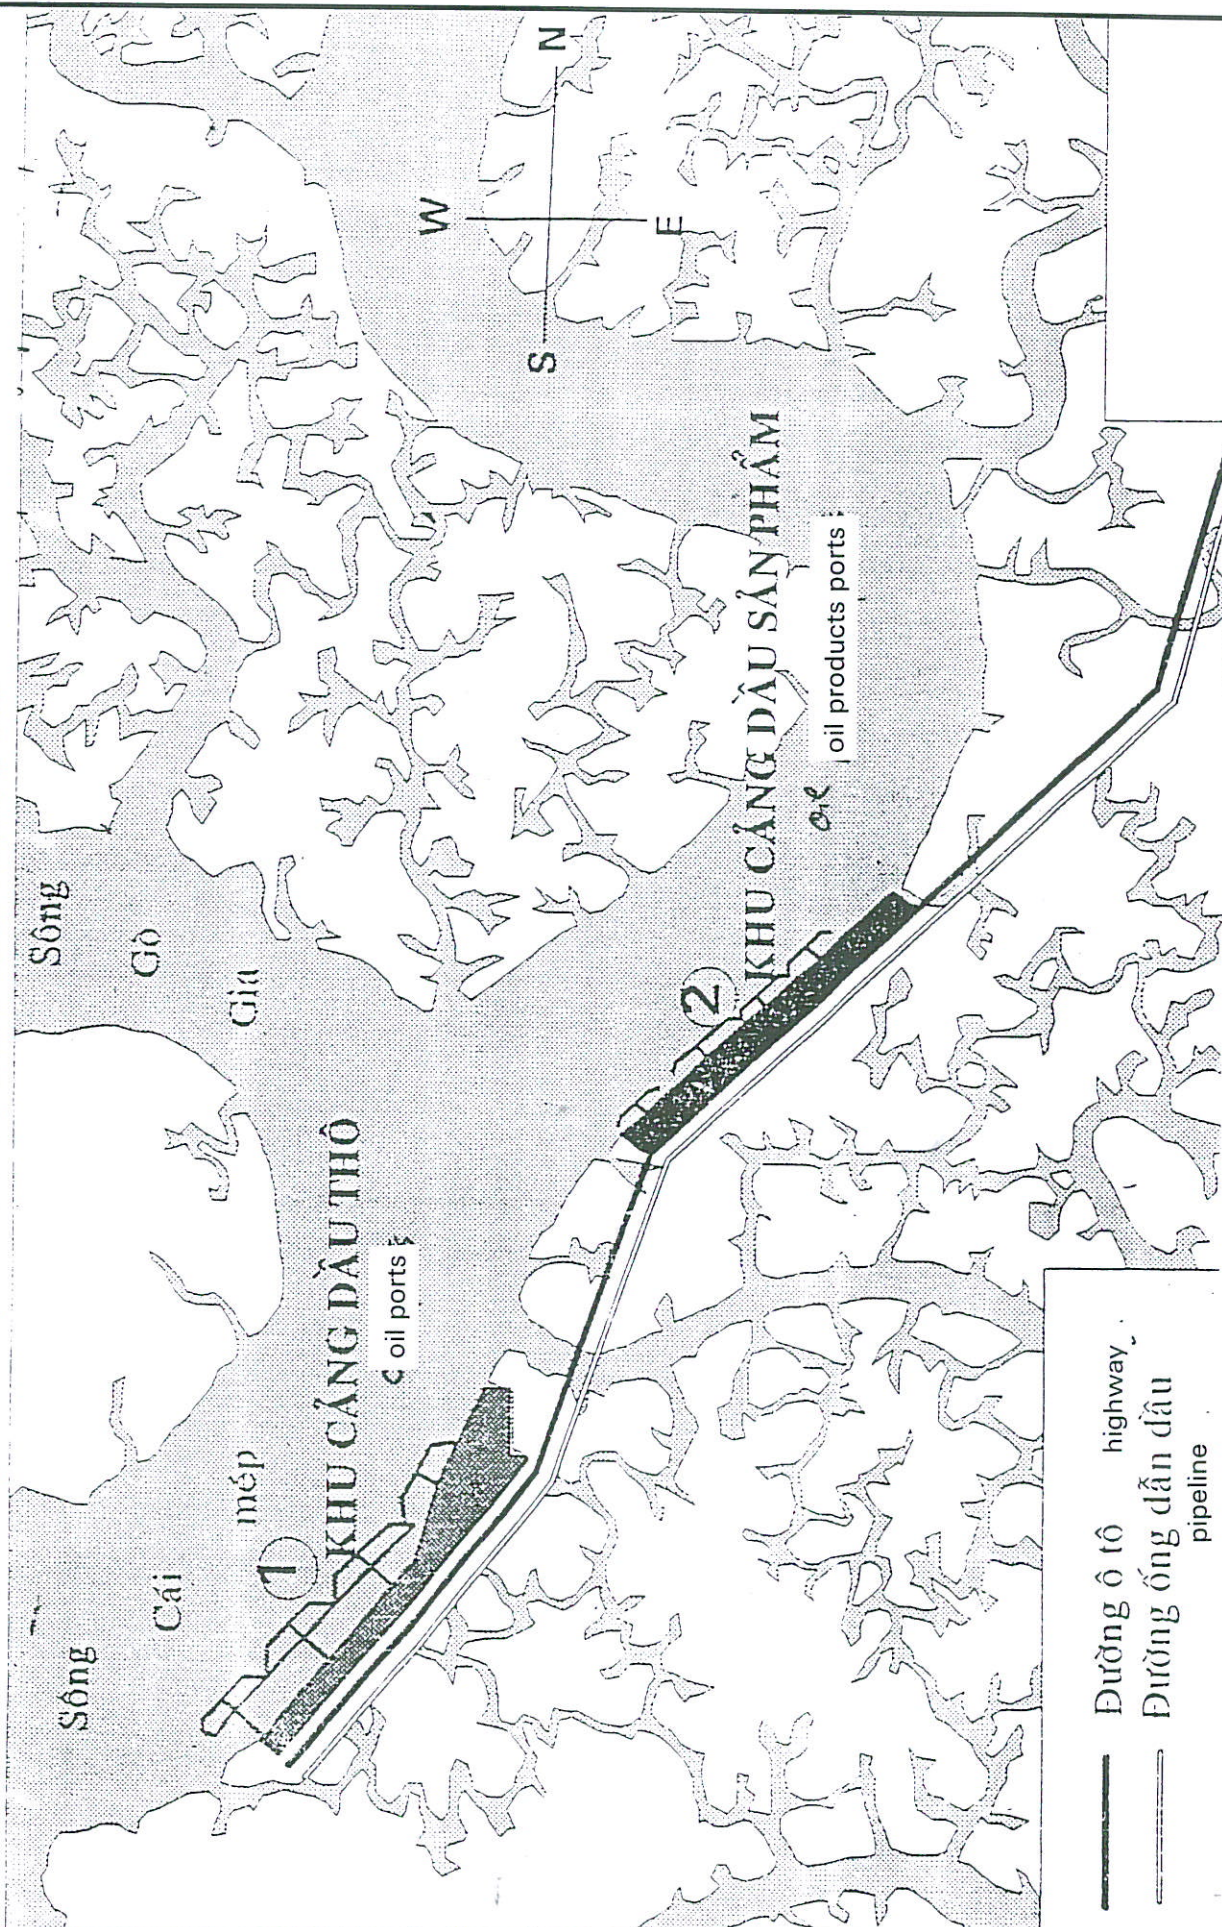 Sông
Gò
Gia
W
N
S
E
Sông
Cái
mép
1
KHU CẢNG DẦU THÔ
oil ports
2
KHU CẢNG DẦU SẢN PHẨM
oil
oil products ports
Đường ô tô
highway
Đường ống dẫn dầu
pipeline